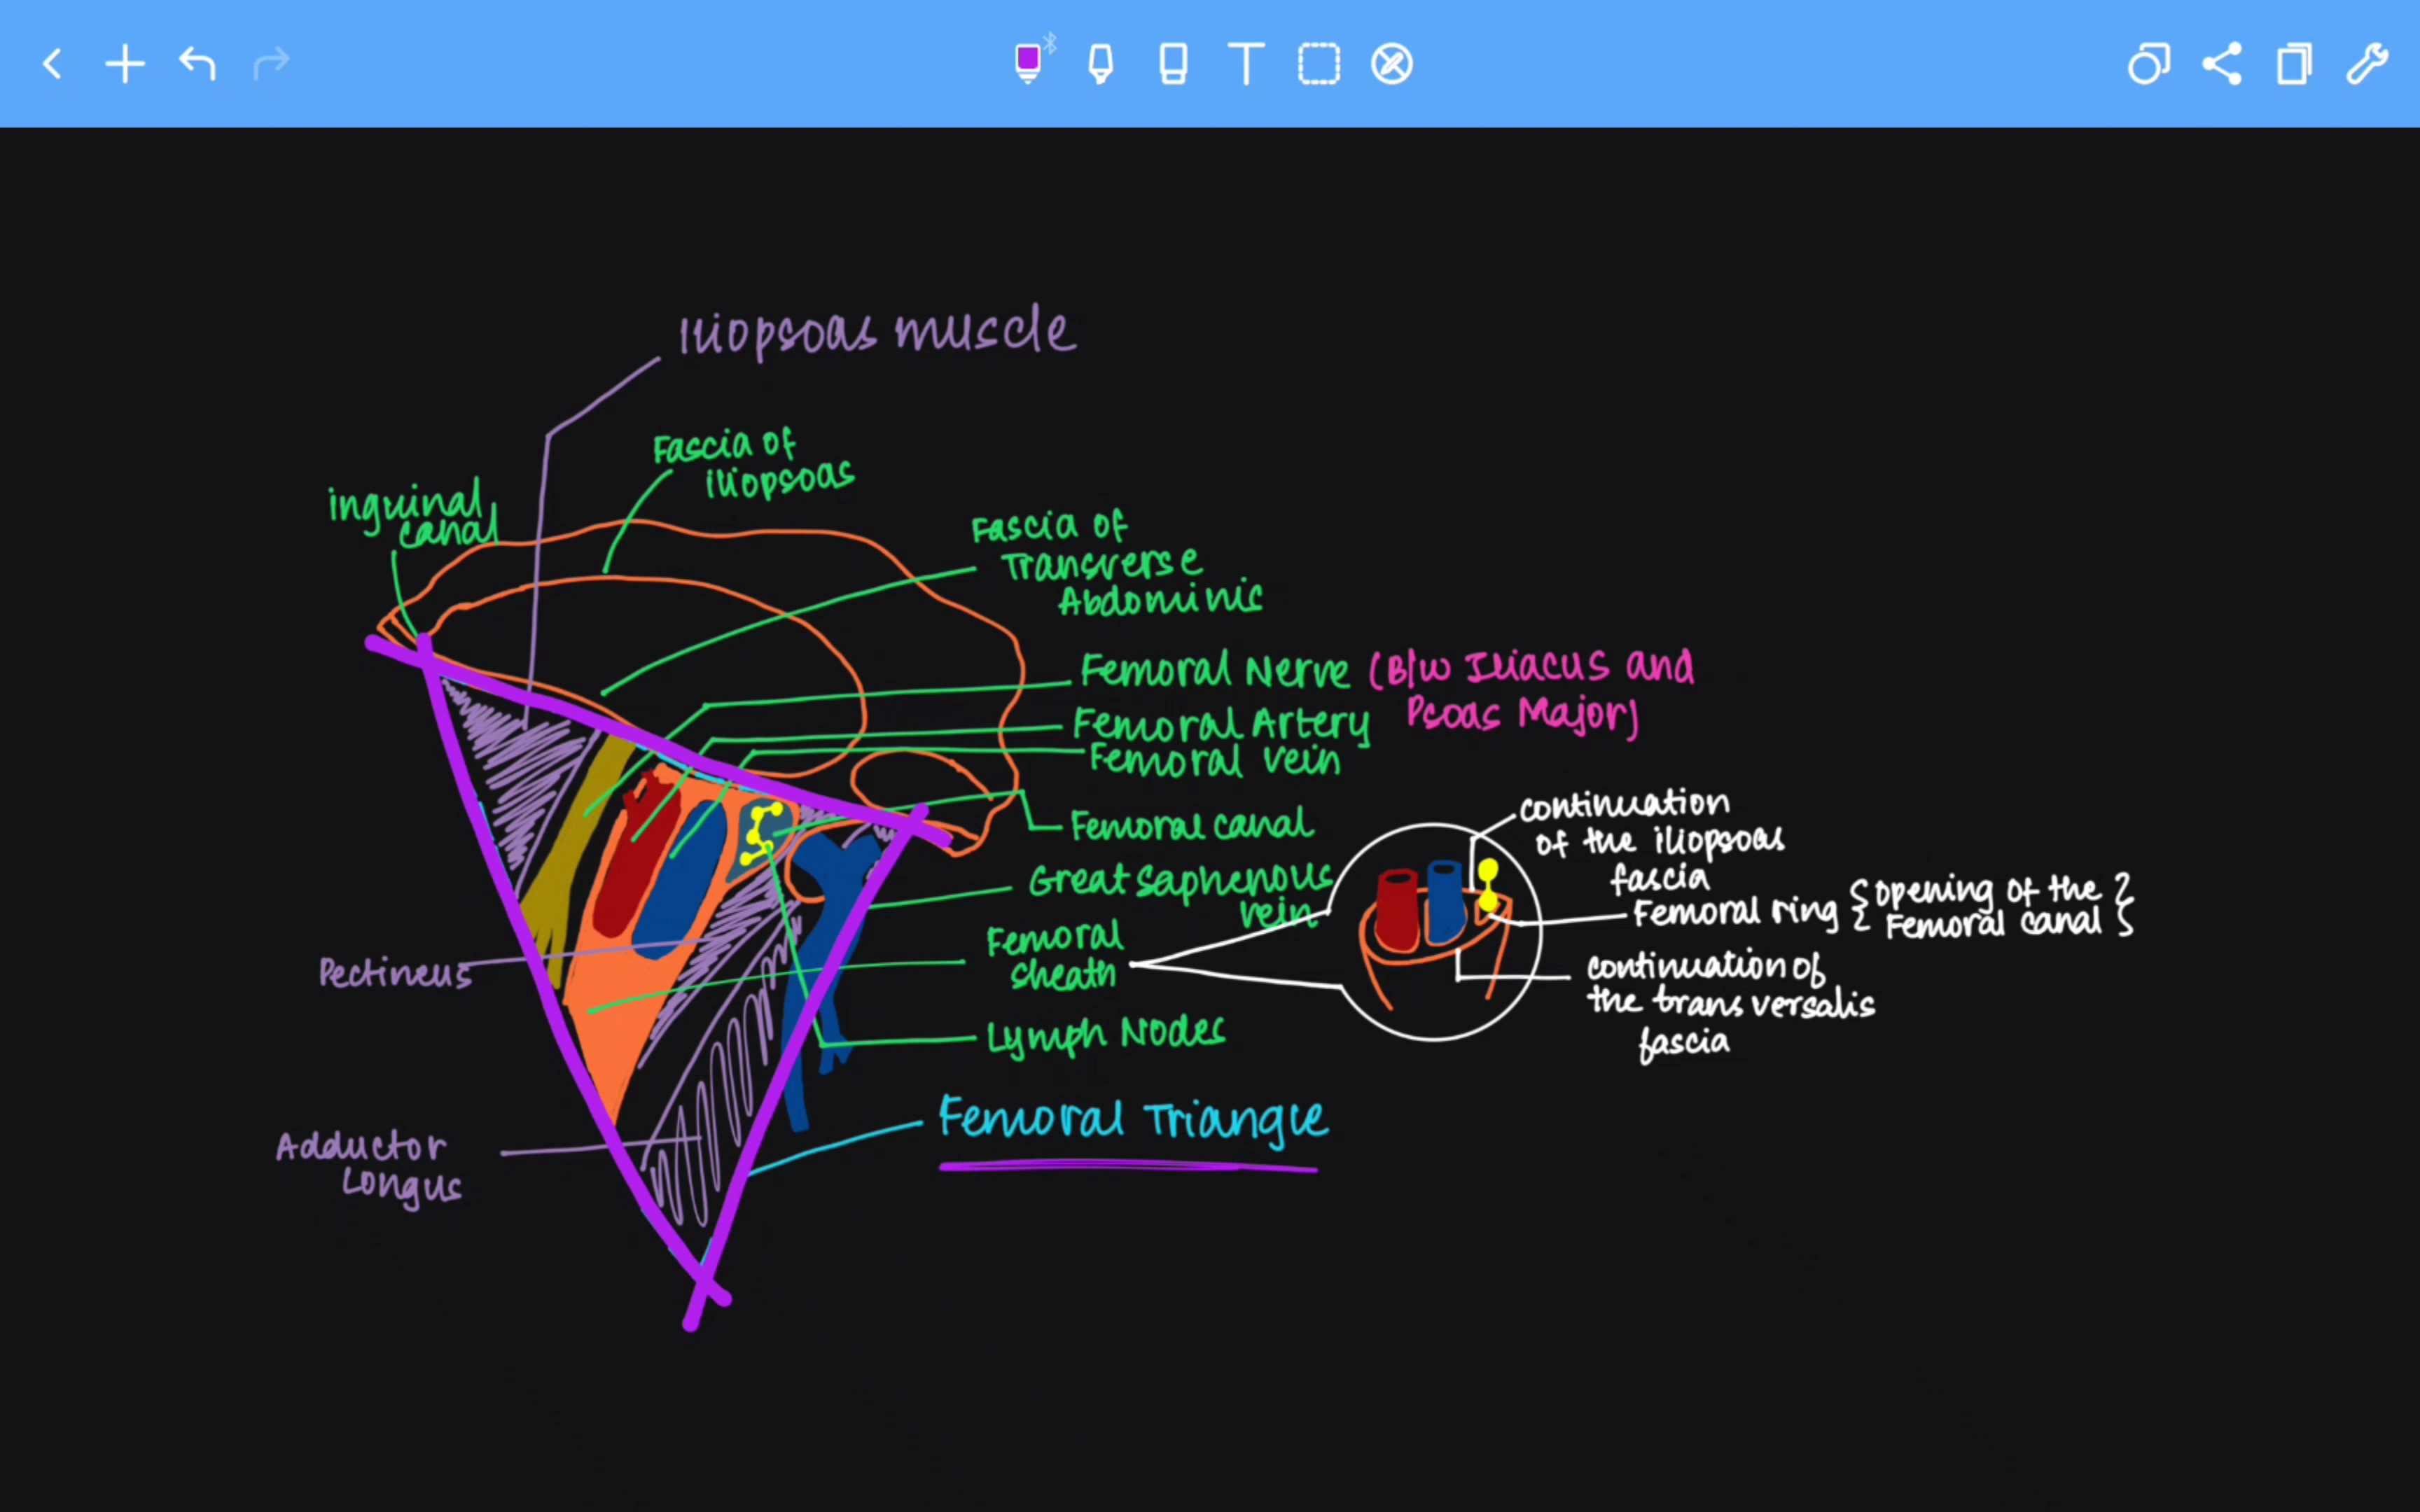 Iliopsoas muscle
Fascia of
iliopsoas
inguinal
canal
Fascia of
Transverse
Abdominis
Femoral Nerve (B/w Iliacus and
Psoas Major)
Femoral Artery
Femoral vein
Femoral canal
Great saphenous
vein
Femoral
sheath
Lymph Nodes
Femoral Triangle
Pectineus
Adductor
Longus
continuation
of the iliopsoas
fascia
Femoral ring { opening of the }
Femoral canal
continuation of
the trans versalis
fascia